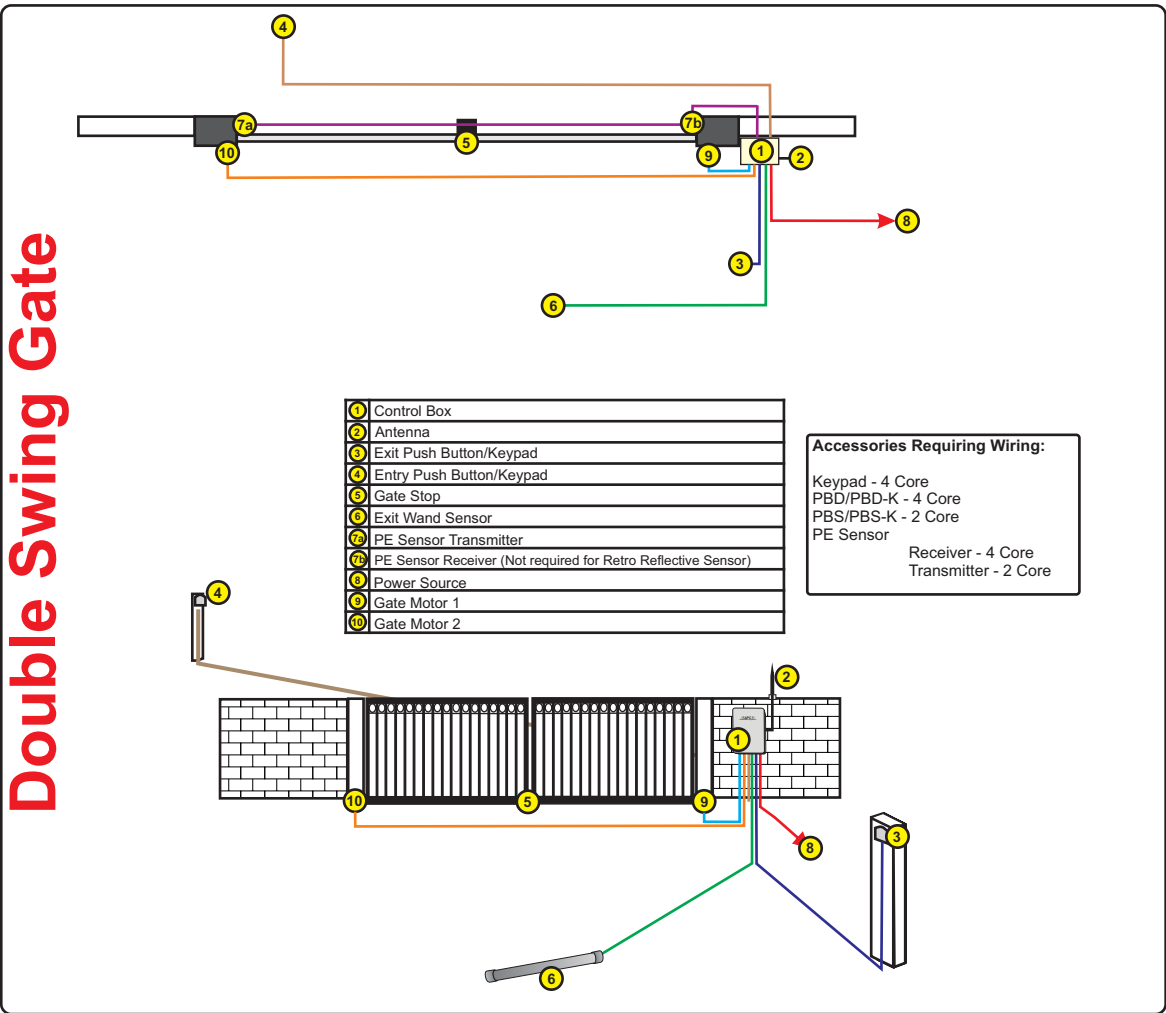 Double Swing Gate
4
7a
7b
5
10
9
1
2
8
3
6
1 Control Box
2 Antenna
3 Exit Push Button/Keypad
4 Entry Push Button/Keypad
5 Gate Stop
6 Exit Wand Sensor
7a PE Sensor Transmitter
7b PE Sensor Receiver (Not required for Retro Reflective Sensor)
8 Power Source
9 Gate Motor 1
10 Gate Motor 2
Accessories Requiring Wiring:
Keypad - 4 Core
PBD/PBD-K - 4 Core
PBS/PBS-K - 2 Core
PE Sensor
Receiver - 4 Core
Transmitter - 2 Core
4
2
1
10
5
9
8
3
6